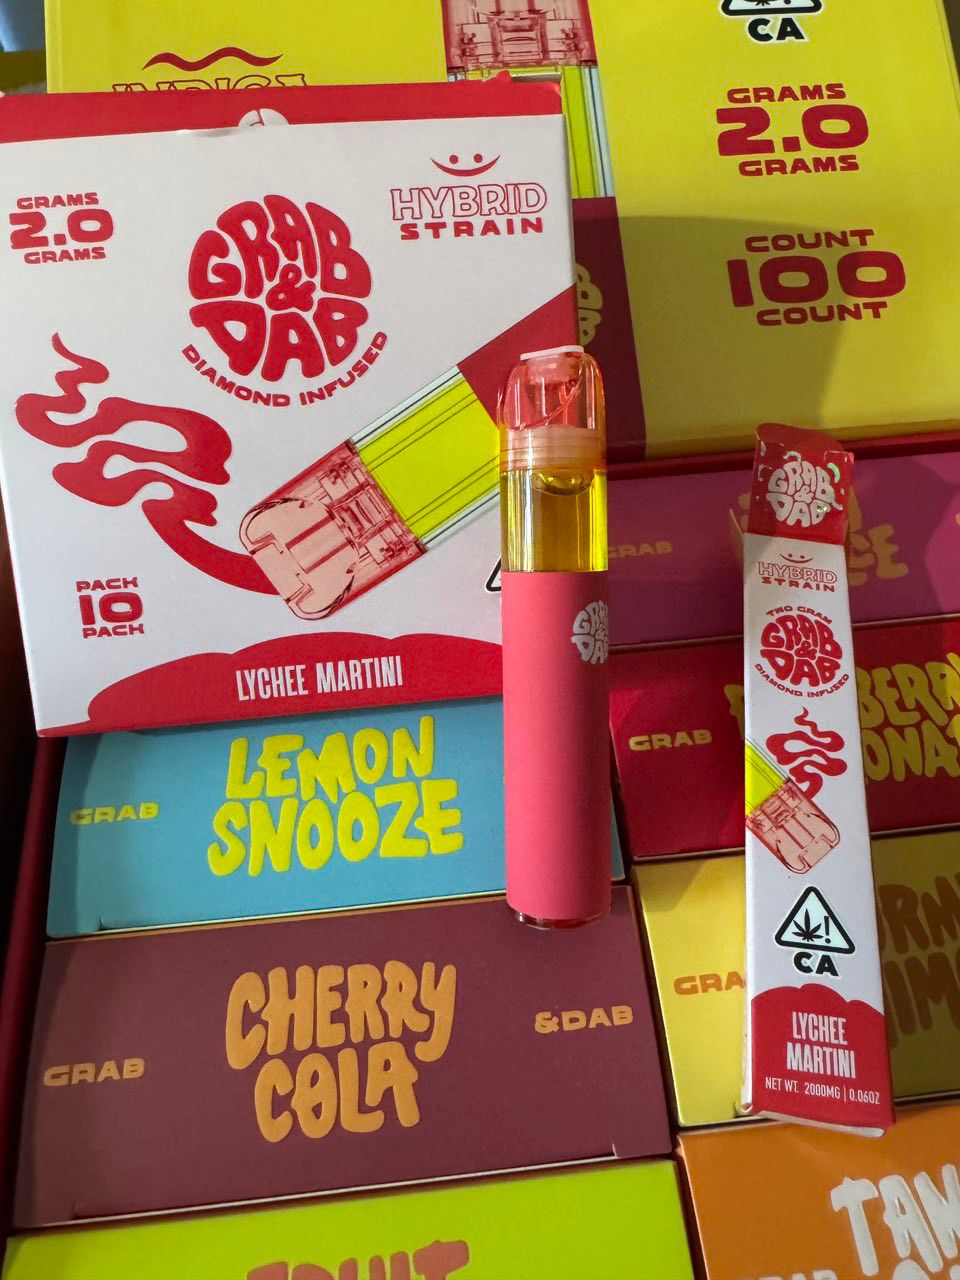 CA
GRAMS
2.0
GRAMS
COUNT
100
COUNT
GRAMS
2.0
GRAMS
GRAB
&
DAB
DIAMOND INFUSED
HYBRID
STRAIN
PACK
10
PACK
LYCHEE MARTINI
GRAB
&
DAB
GRAB
&
DAB
HYBRID
STRAIN
TWO GRAM
GRAB
&
DAB
DIAMOND INFUSED
!
CA
LYCHEE
MARTINI
NET WT. 2000MG | 0.06OZ
GRAB
LEMON
SNOOZE
GRAB
CHERRY
COLA
&DAB
GRAB
GRAB